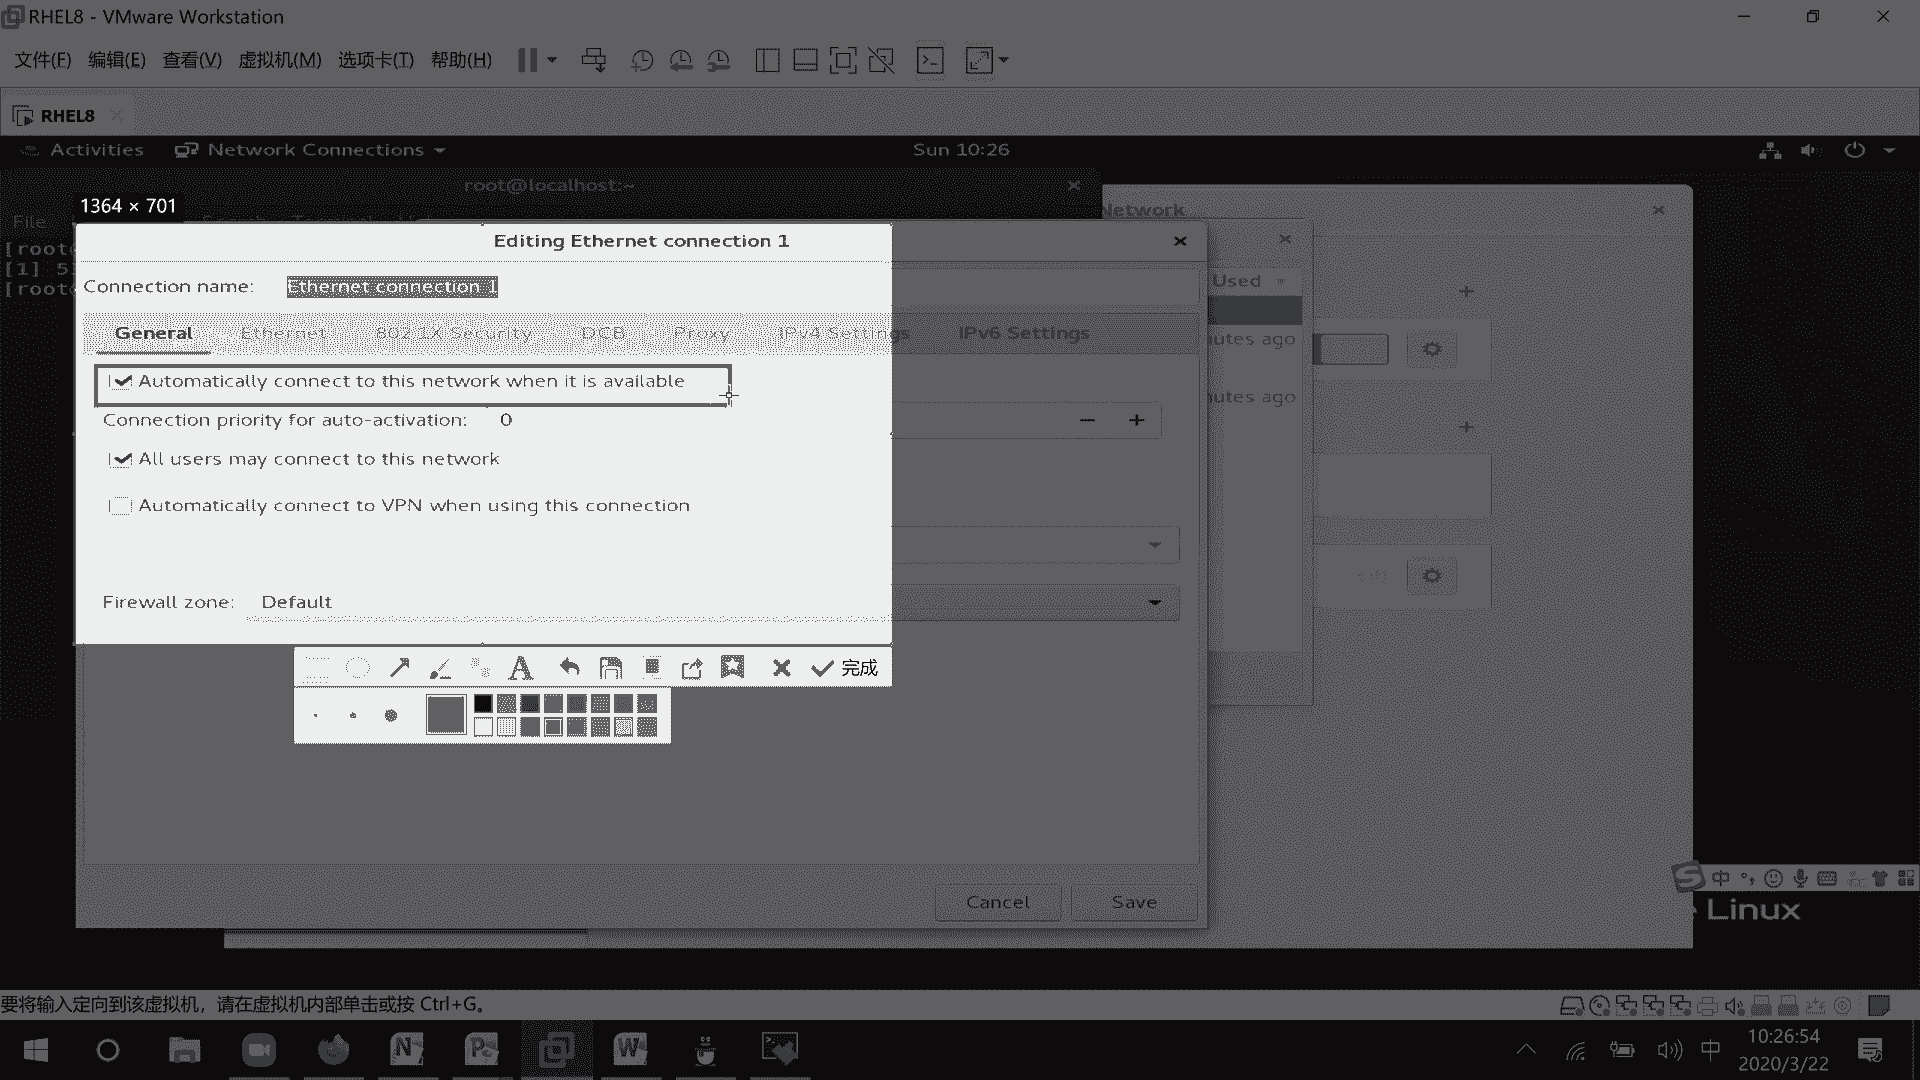 RHEL8 - VMware Workstation
文件(F) 编辑(E) 查看(V) 虚拟机(M) 选项卡(T) 帮助(H)
RHEL8
Activities Network Connections Sun 10:26
root@localhost:~
Network
1364 × 701
File
[root
[1] 5
[root
Editing Ethernet connection 1
Connection name: Ethernet connection 1
Used
General Ethernet 802.1X Security DCB Proxy IPv4 Settings IPv6 Settings
utes ago
Automatically connect to this network when it is available
utes ago
Connection priority for auto-activation: 0
All users may connect to this network
Automatically connect to VPN when using this connection
Off
Firewall zone: Default
完成
中
Cancel Save
Linux
要将输入定向到该虚拟机，请在虚拟机内部单击或按 Ctrl+G。
中 10:26:54
2020/3/22